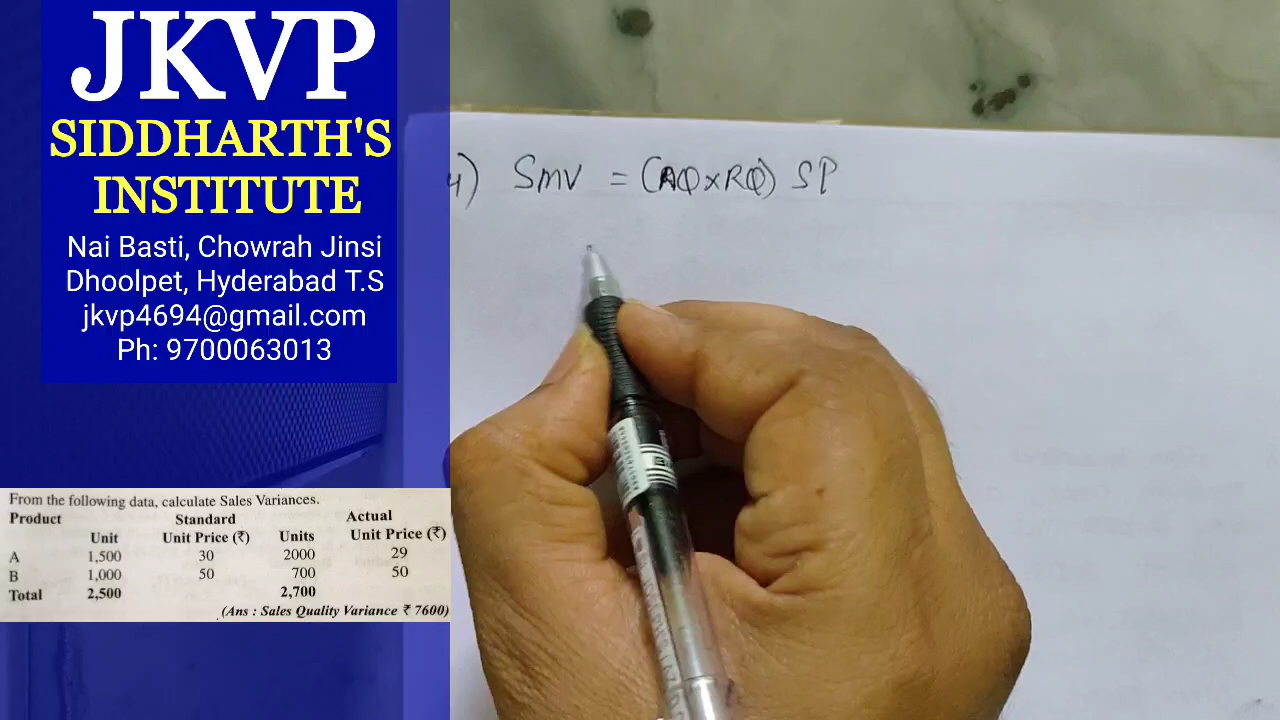 JKVP
SIDDHARTH'S
INSTITUTE
Nai Basti, Chowrah Jinsi
Dhoolpet, Hyderabad T.S
jkvp4694@gmail.com
Ph: 9700063013
4) SMV = (AQ×RQ) SP
From the following data, calculate Sales Variances.
Product Standard Actual
Unit Unit Price (₹) Units Unit Price (₹)
A 1,500 30 2000 29
B 1,000 50 700 50
Total 2,500 2,700
(Ans : Sales Quality Variance ₹ 7600)